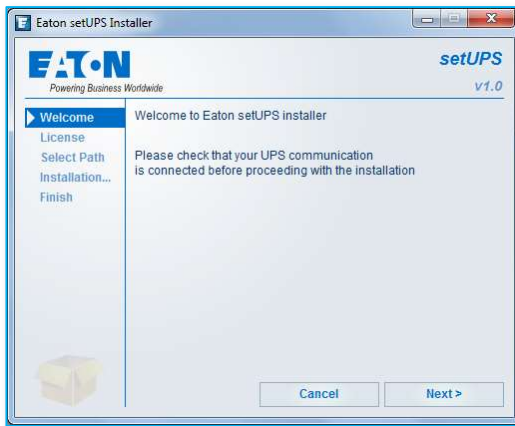 Eaton setUPS Installer
EATON
Powering Business Worldwide
setUPS
v1.0
Welcome
License
Select Path
Installation...
Finish
Welcome to Eaton setUPS installer
Please check that your UPS communication
is connected before proceeding with the installation
Cancel
Next >